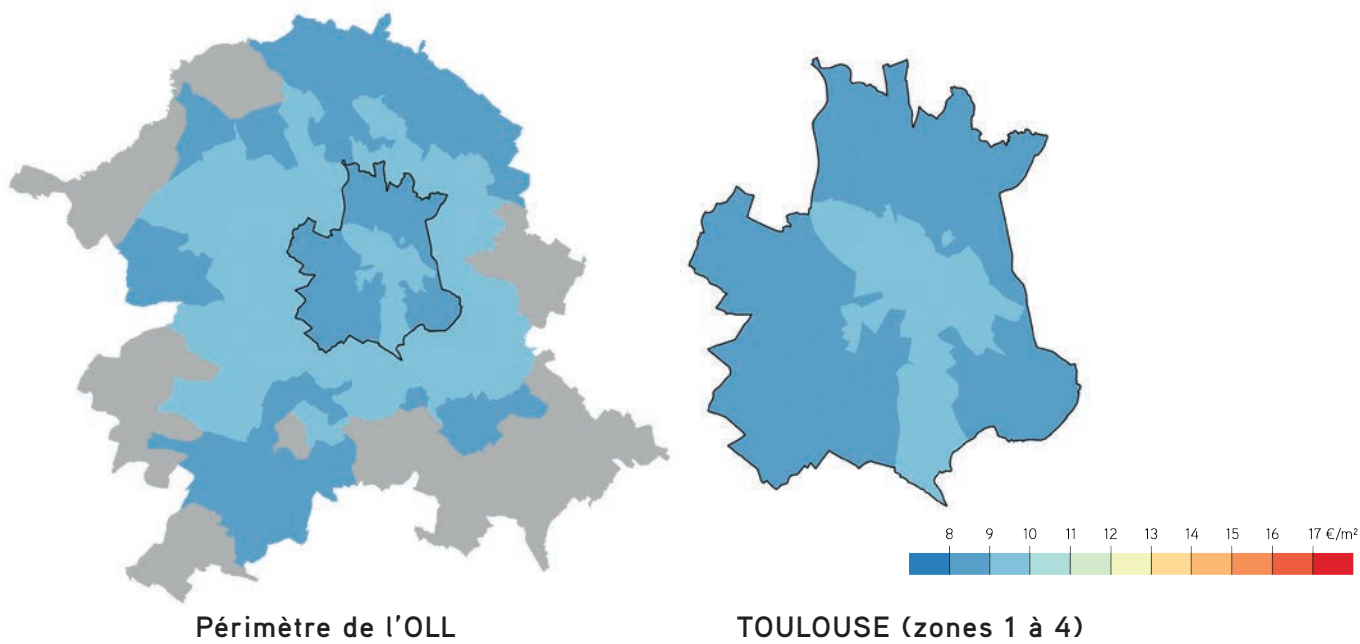 8 9 10 11 12 13 14 15 16 17 €/m²
Périmètre de l'OLL
TOULOUSE (zones 1 à 4)